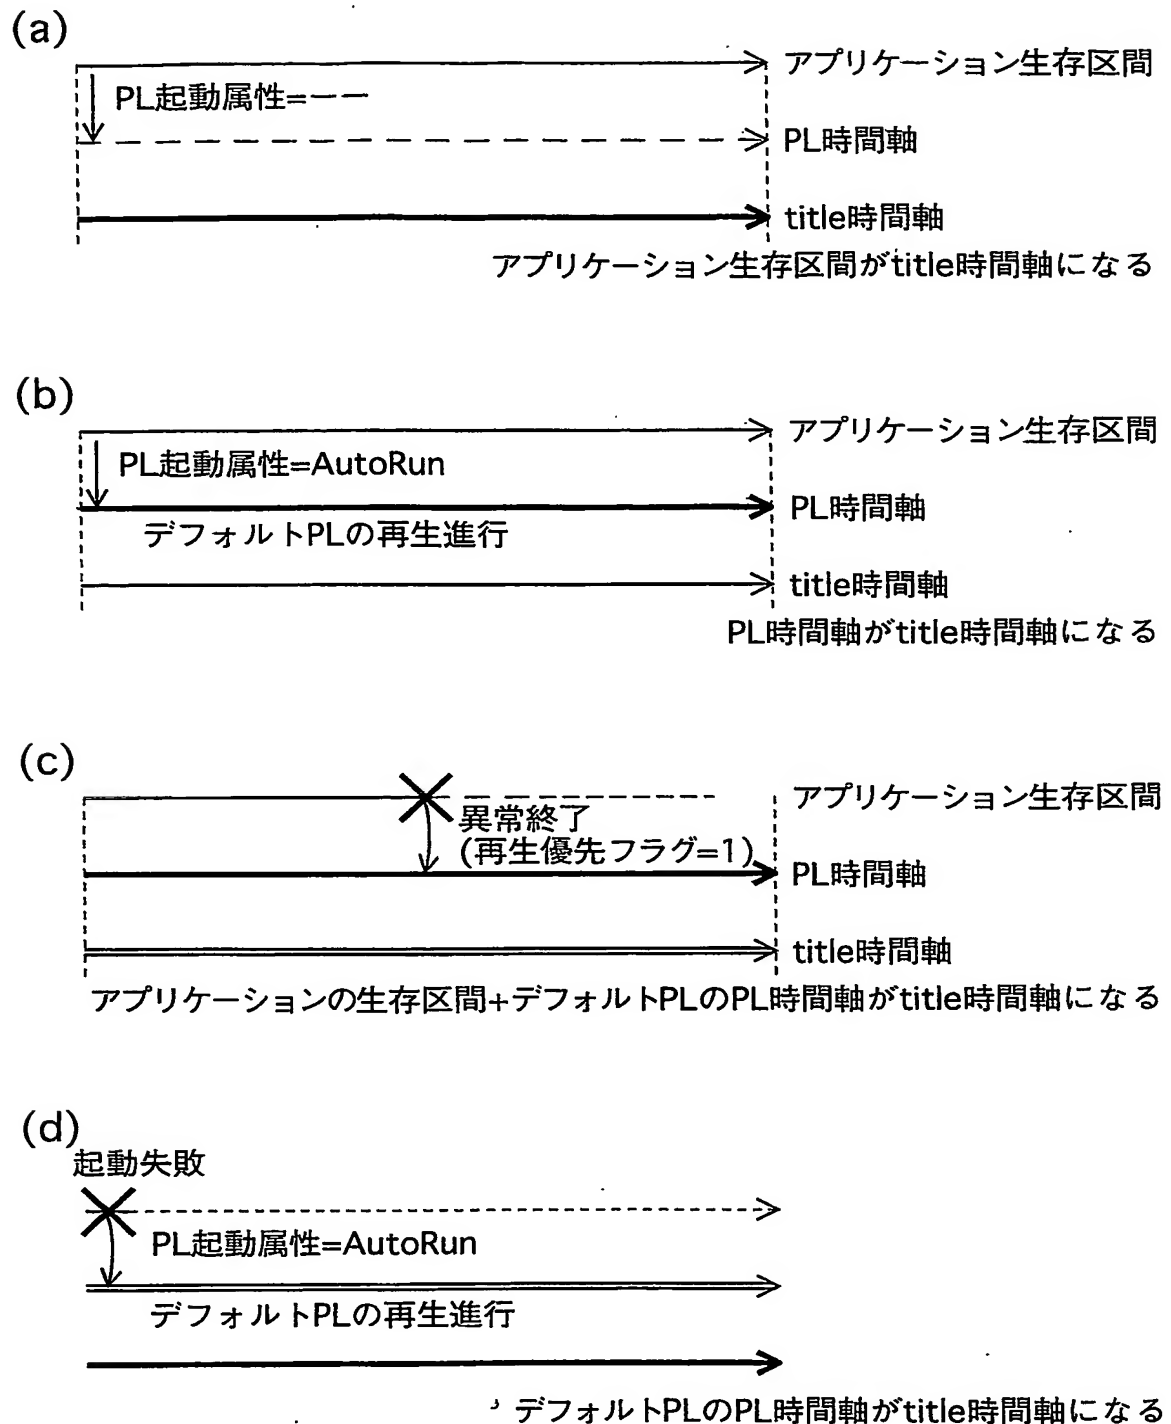 (a)
アプリケーション生存区間
PL起動属性=ーー
PL時間軸
title時間軸
アプリケーション生存区間がtitle時間軸になる
(b)
アプリケーション生存区間
PL起動属性=AutoRun
PL時間軸
デフォルトPLの再生進行
title時間軸
PL時間軸がtitle時間軸になる
(c)
アプリケーション生存区間
異常終了
(再生優先フラグ=1)
PL時間軸
title時間軸
アプリケーションの生存区間+デフォルトPLのPL時間軸がtitle時間軸になる
(d)
起動失敗
PL起動属性=AutoRun
デフォルトPLの再生進行
デフォルトPLのPL時間軸がtitle時間軸になる